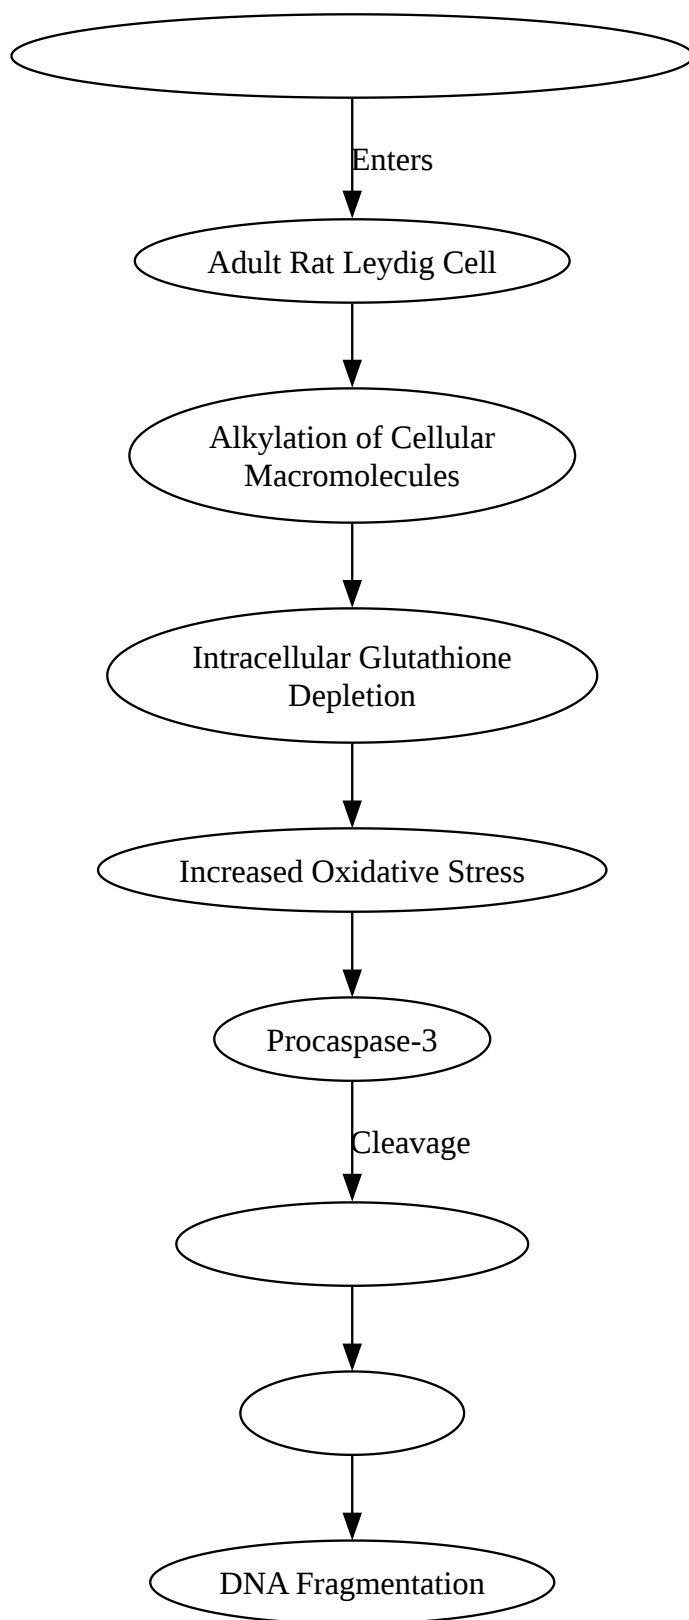 Enters
Adult Rat Leydig Cell
Alkylation of Cellular
Macromolecules
Intracellular Glutathione
Depletion
Increased Oxidative Stress
Procaspase-3
Cleavage
DNA Fragmentation